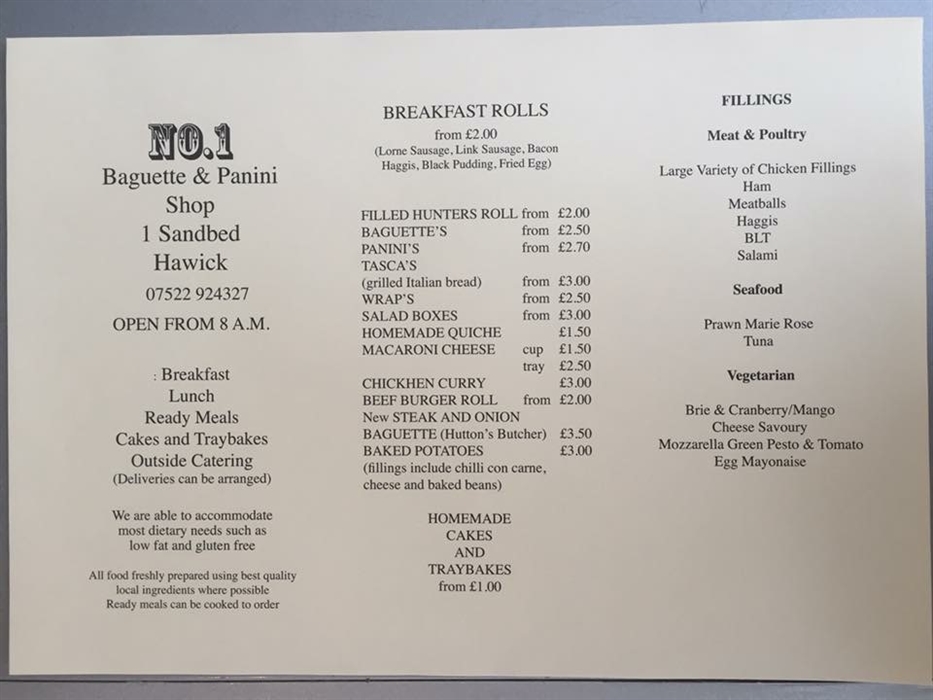 NO.1
Baguette & Panini
Shop
1 Sandbed
Hawick
07522 924327
OPEN FROM 8 A.M.
: Breakfast
Lunch
Ready Meals
Cakes and Traybakes
Outside Catering
(Deliveries can be arranged)
We are able to accommodate
most dietary needs such as
low fat and gluten free
All food freshly prepared using best quality
local ingredients where possible
Ready meals can be cooked to order
BREAKFAST ROLLS
from £2.00
(Lorne Sausage, Link Sausage, Bacon
Haggis, Black Pudding, Fried Egg)
FILLED HUNTERS ROLL from £2.00
BAGUETTE'S from £2.50
PANINI'S from £2.70
TASCA'S
(grilled Italian bread) from £3.00
WRAP'S from £2.50
SALAD BOXES from £3.00
HOMEMADE QUICHE £1.50
MACARONI CHEESE cup £1.50
tray £2.50
CHICKHEN CURRY £3.00
BEEF BURGER ROLL from £2.00
New STEAK AND ONION
BAGUETTE (Hutton's Butcher) £3.50
BAKED POTATOES £3.00
(fillings include chilli con carne,
cheese and baked beans)
HOMEMADE
CAKES
AND
TRAYBAKES
from £1.00
FILLINGS
Meat & Poultry
Large Variety of Chicken Fillings
Ham
Meatballs
Haggis
BLT
Salami
Seafood
Prawn Marie Rose
Tuna
Vegetarian
Brie & Cranberry/Mango
Cheese Savoury
Mozzarella Green Pesto & Tomato
Egg Mayonaise